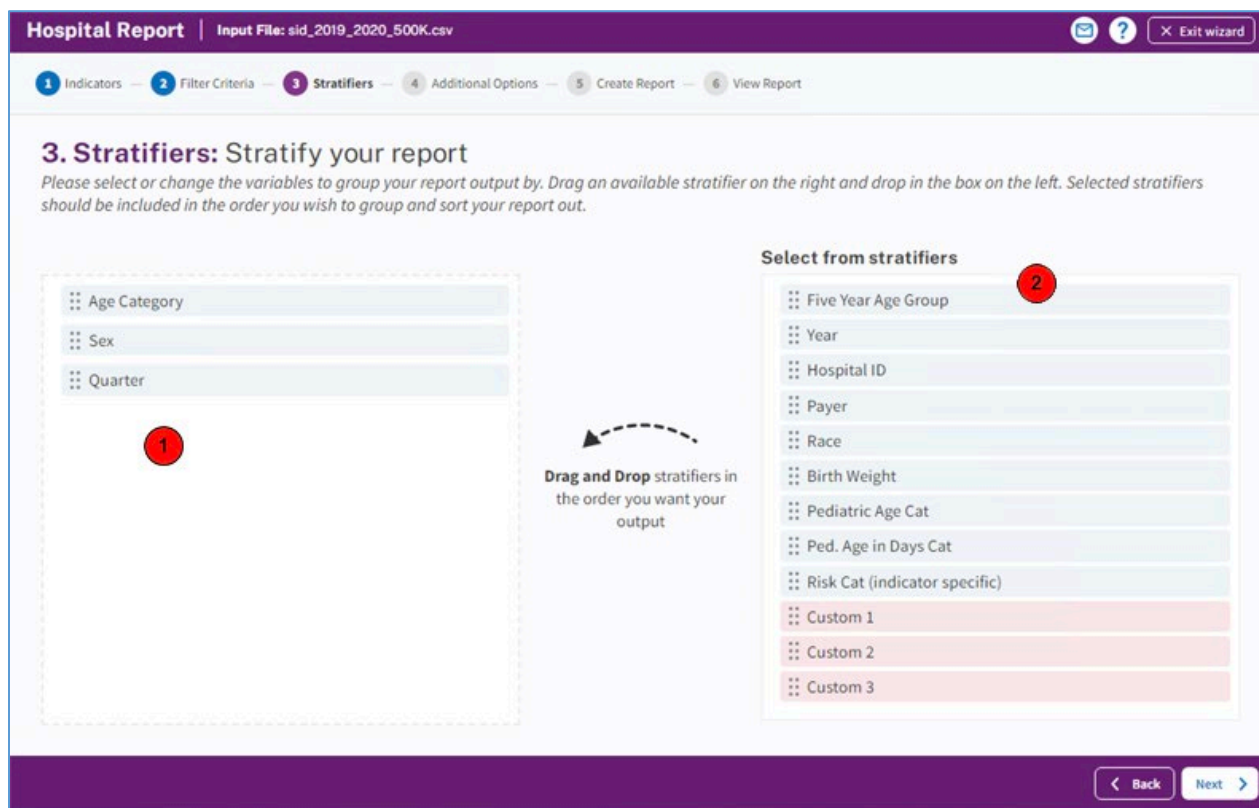 Hospital Report | Input File: sid_2019_2020_500K.csv
? × Exit wizard
1 Indicators — 2 Filter Criteria — 3 Stratifiers — 4 Additional Options — 5 Create Report — 6 View Report
3. Stratifiers: Stratify your report
Please select or change the variables to group your report output by. Drag an available stratifier on the right and drop in the box on the left. Selected stratifiers
should be included in the order you wish to group and sort your report out.
Age Category
Sex
Quarter
1
Drag and Drop stratifiers in
the order you want your
output
Select from stratifiers
2
Five Year Age Group
Year
Hospital ID
Payer
Race
Birth Weight
Pediatric Age Cat
Ped. Age in Days Cat
Risk Cat (indicator specific)
Custom 1
Custom 2
Custom 3
Back
Next